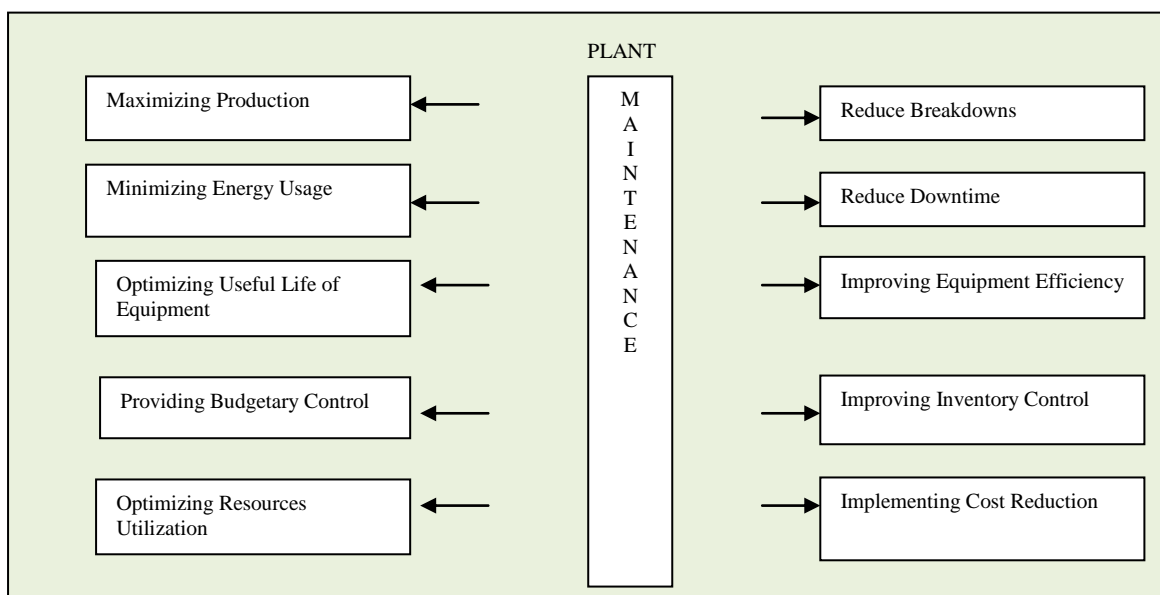 PLANT
M
A
I
N
T
E
N
A
N
C
E
Maximizing Production
Minimizing Energy Usage
Optimizing Useful Life of
Equipment
Providing Budgetary Control
Optimizing Resources
Utilization
Reduce Breakdowns
Reduce Downtime
Improving Equipment Efficiency
Improving Inventory Control
Implementing Cost Reduction